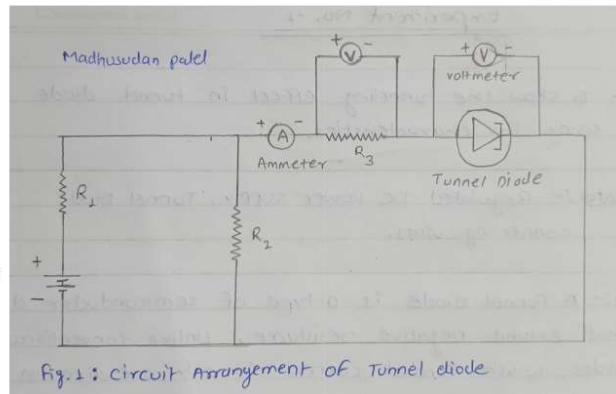 Madhusudan patel
+ V -
+ V -
voltmeter
+ A -
Ammeter
R3
Tunnel Diode
R1
R2
+
-
Fig. 1: Circuit Arrangement of Tunnel diode